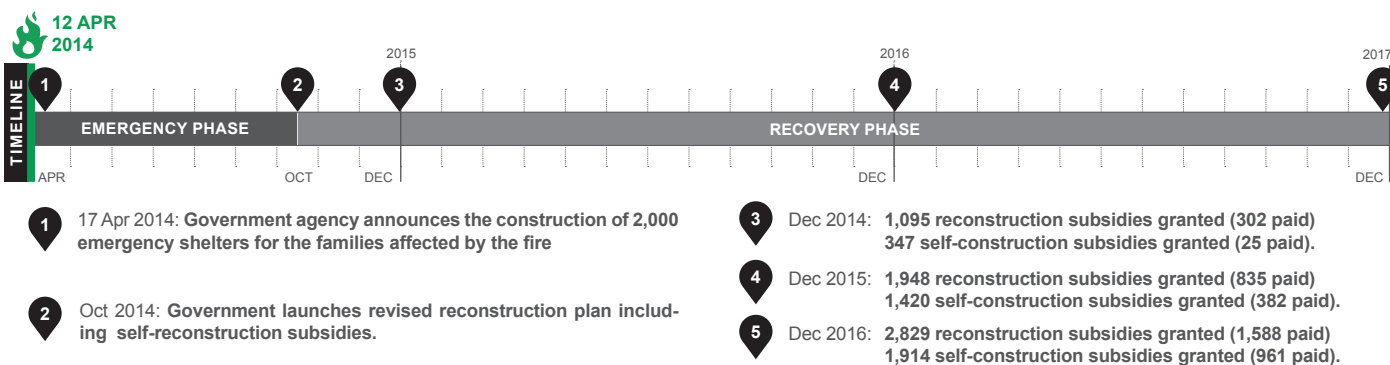 12 APR
2014
TIMELINE
2015
2016
2017
1
2
3
4
5
EMERGENCY PHASE
RECOVERY PHASE
APR
OCT
DEC
DEC
DEC
1
17 Apr 2014: Government agency announces the construction of 2,000
emergency shelters for the families affected by the fire
2
Oct 2014: Government launches revised reconstruction plan includ-
ing self-reconstruction subsidies.
3
Dec 2014: 1,095 reconstruction subsidies granted (302 paid)
347 self-construction subsidies granted (25 paid).
4
Dec 2015: 1,948 reconstruction subsidies granted (835 paid)
1,420 self-construction subsidies granted (382 paid).
5
Dec 2016: 2,829 reconstruction subsidies granted (1,588 paid)
1,914 self-construction subsidies granted (961 paid).